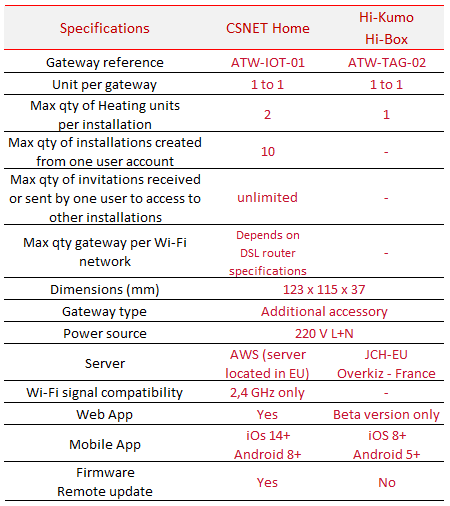 Specifications CSNET Home Hi-Kumo
Hi-Box
Gateway reference ATW-IOT-01 ATW-TAG-02
Unit per gateway 1 to 1 1 to 1
Max qty of Heating units
per installation 2 1
Max qty of installations created
from one user account 10 -
Max qty of invitations received
or sent by one user to access to
other installations unlimited -
Max qty gateway per Wi-Fi
network Depends on
DSL router
specifications -
Dimensions (mm) 123 x 115 x 37
Gateway type Additional accessory
Power source 220 V L+N
Server AWS (server
located in EU) JCH-EU
Overkiz - France
Wi-Fi signal compatibility 2,4 GHz only -
Web App Yes Beta version only
Mobile App iOs 14+
Android 8+ iOS 8+
Android 5+
Firmware
Remote update Yes No